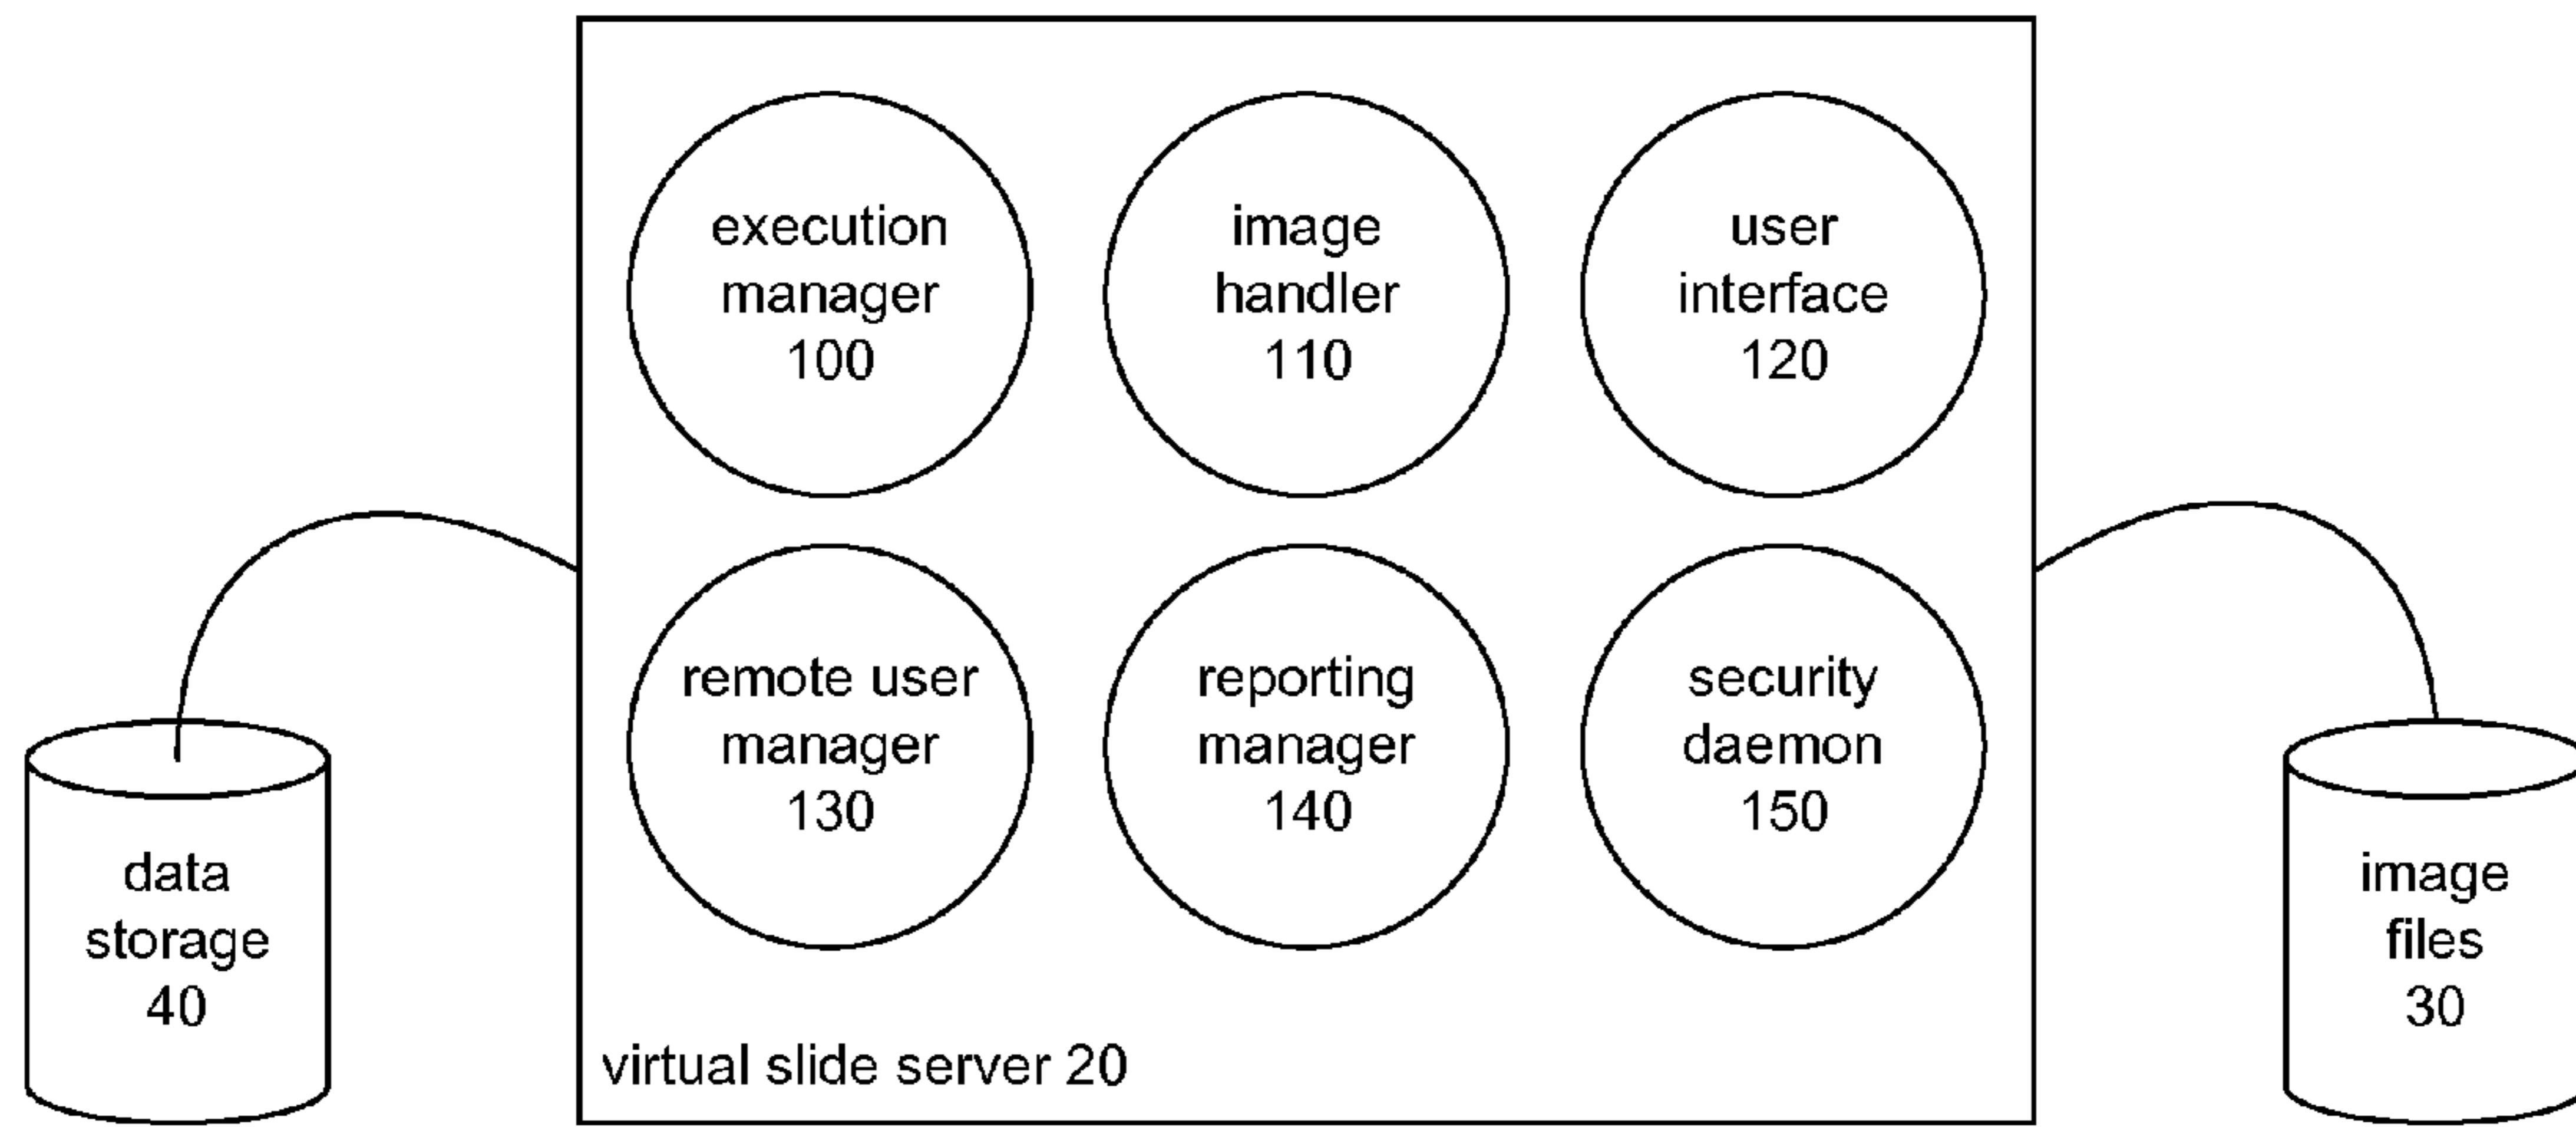 execution
manager
100
image
handler
110
user
interface
120
remote user
manager
130
reporting
manager
140
security
daemon
150
data
storage
40
image
files
30
virtual slide server 20